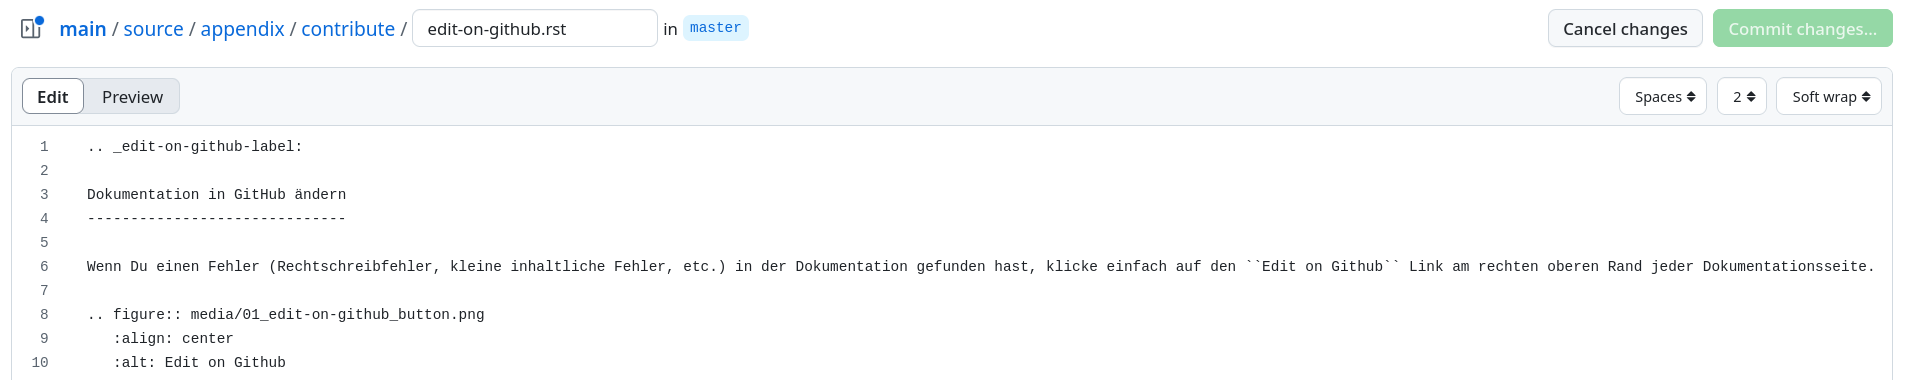 main / source / appendix / contribute / edit-on-github.rst in master Cancel changes Commit changes...
Edit Preview Spaces 2 Soft wrap
1 .. _edit-on-github-label:
2
3 Dokumentation in GitHub ändern
4 ------------------------------
5
6 Wenn Du einen Fehler (Rechtschreibfehler, kleine inhaltliche Fehler, etc.) in der Dokumentation gefunden hast, klicke einfach auf den ``Edit on Github`` Link am rechten oberen Rand jeder Dokumentationsseite.
7
8 .. figure:: media/01_edit-on-github_button.png
9    :align: center
10    :alt: Edit on Github